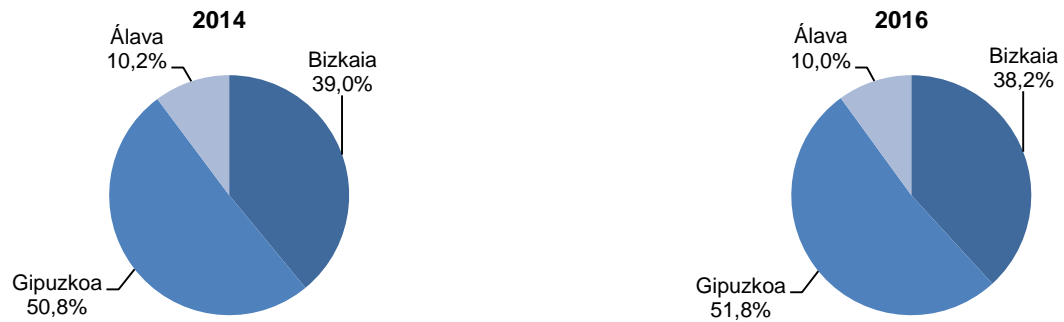 2014
Álava
10,2%
Bizkaia
39,0%
Gipuzkoa
50,8%
2016
Álava
10,0%
Bizkaia
38,2%
Gipuzkoa
51,8%